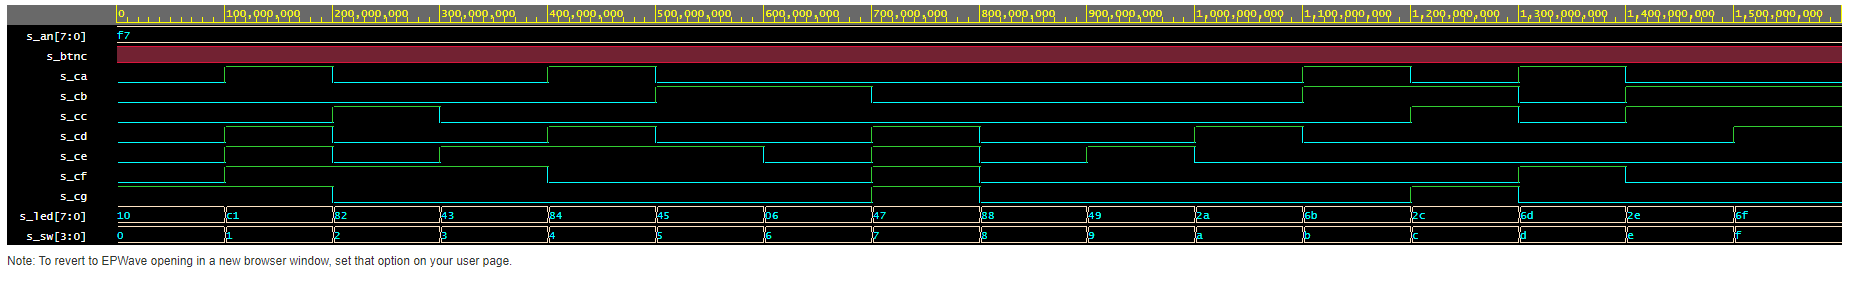 0 100,000,000 200,000,000 300,000,000 400,000,000 500,000,000 600,000,000 700,000,000 800,000,000 900,000,000 1,000,000,000 1,100,000,000 1,200,000,000 1,300,000,000 1,400,000,000 1,500,000,000
s_an[7:0] f7
s_btnc
s_ca
s_cb
s_cc
s_cd
s_ce
s_cf
s_cg
s_led[7:0] 10 c1 82 43 84 45 06 47 88 49 2a 6b 2c 6d 2e 6f
s_sw[3:0] 0 1 2 3 4 5 6 7 8 9 a b c d e f
Note: To revert to EPWave opening in a new browser window, set that option on your user page.